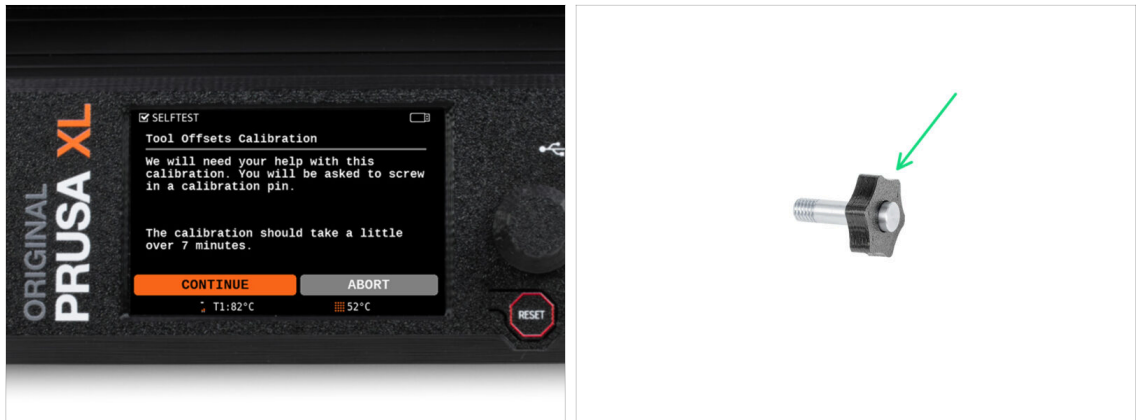 ORIGINAL
PRUSA XL
SELFTEST
Tool Offsets Calibration
We will need your help with this
calibration. You will be asked to screw
in a calibration pin.
The calibration should take a little
over 7 minutes.
CONTINUE
ABORT
T1:82°C
52°C
RESET